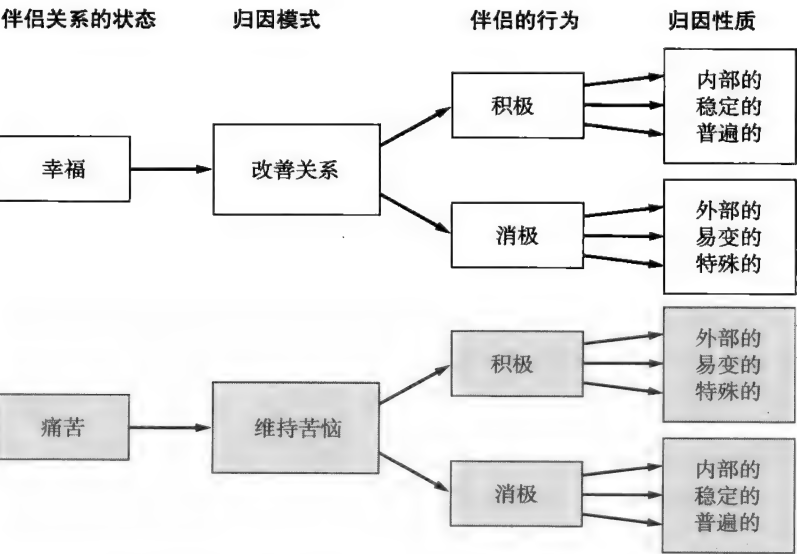 伴侣关系的状态 归因模式 伴侣的行为 归因性质
幸福
改善关系
积极
内部的
稳定的
普遍的
消极
外部的
易变的
特殊的
痛苦
维持苦恼
积极
外部的
易变的
特殊的
消极
内部的
稳定的
普遍的